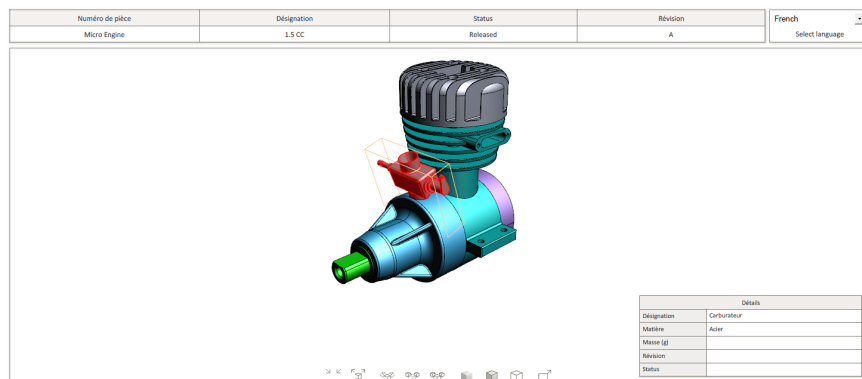 Numéro de pièce Désignation Status Révision
Micro Engine 1.5 CC Released A
French
Select language
Détails
Désignation Carburateur
Matière Acier
Masse (g)
Révision
Status